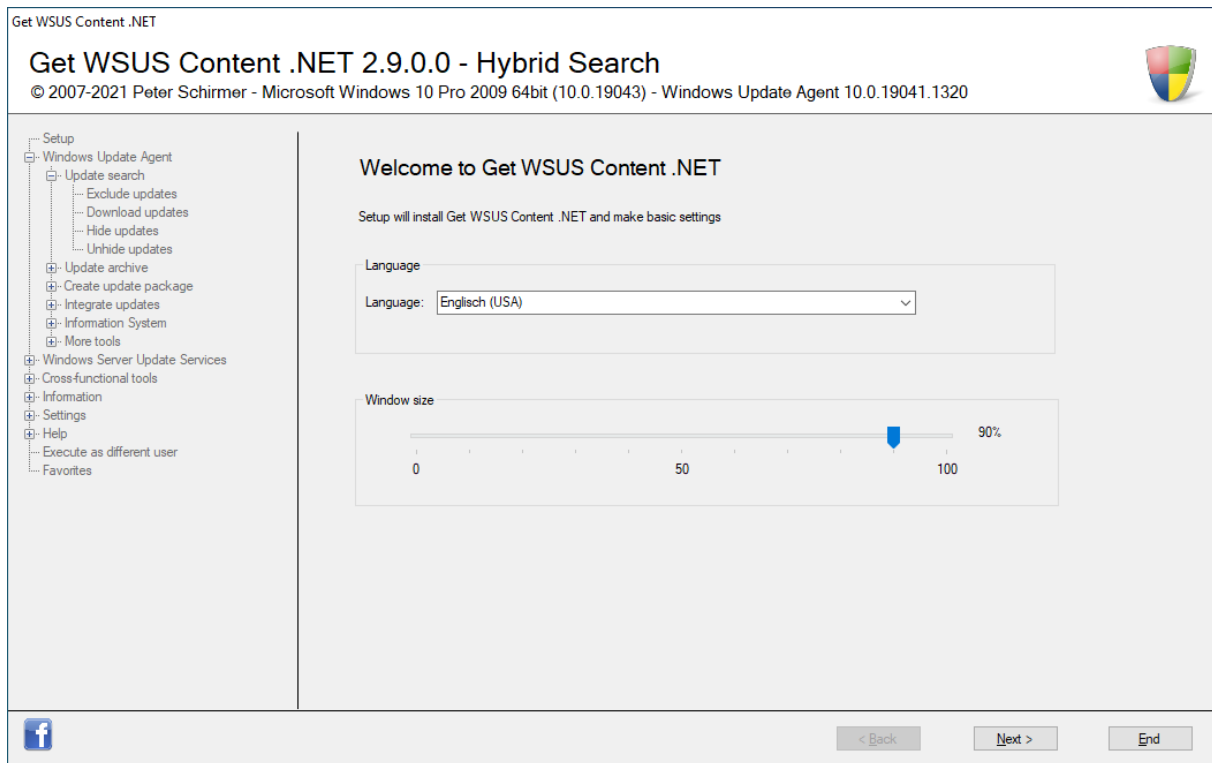 Get WSUS Content .NET
Get WSUS Content .NET 2.9.0.0 - Hybrid Search
© 2007-2021 Peter Schirmer - Microsoft Windows 10 Pro 2009 64bit (10.0.19043) - Windows Update Agent 10.0.19041.1320
Setup
Windows Update Agent
Update search
Exclude updates
Download updates
Hide updates
Unhide updates
Update archive
Create update package
Integrate updates
Information System
More tools
Windows Server Update Services
Cross-functional tools
Information
Settings
Help
Execute as different user
Favorites
Welcome to Get WSUS Content .NET
Setup will install Get WSUS Content .NET and make basic settings
Language
Language: Englisch (USA)
Window size
90%
0 50 100
f
< Back Next > End